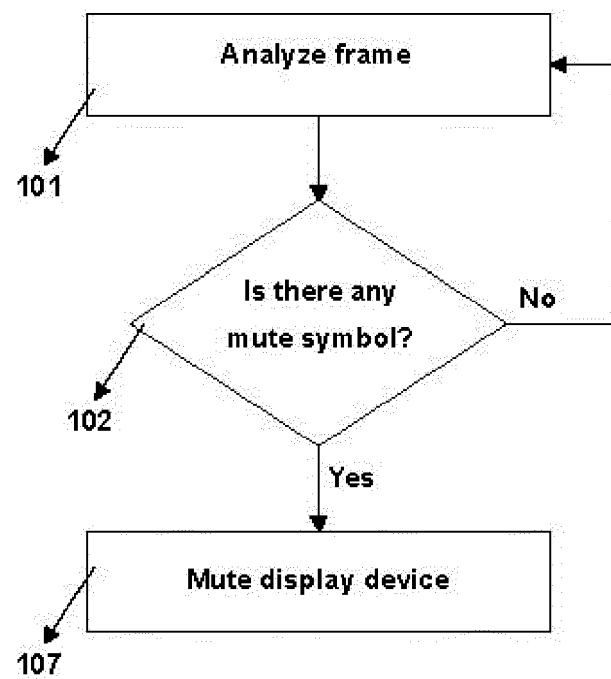 Analyze frame
101
Is there any
mute symbol?
No
102
Yes
Mute display device
107